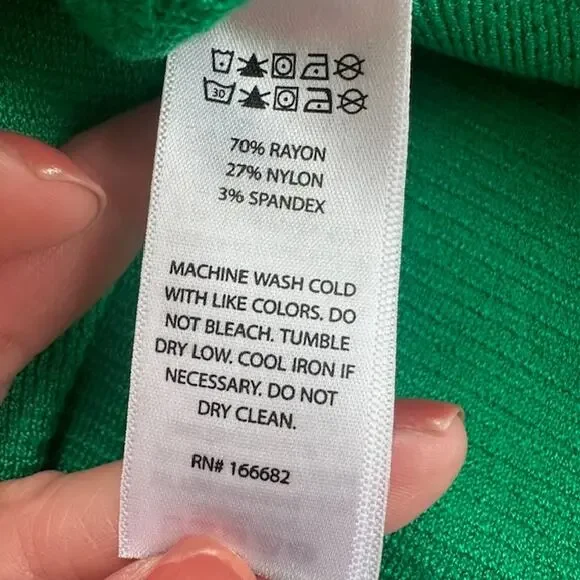 30
70% RAYON
27% NYLON
3% SPANDEX
MACHINE WASH COLD
WITH LIKE COLORS. DO
NOT BLEACH. TUMBLE
DRY LOW. COOL IRON IF
NECESSARY. DO NOT
DRY CLEAN.
RN# 166682